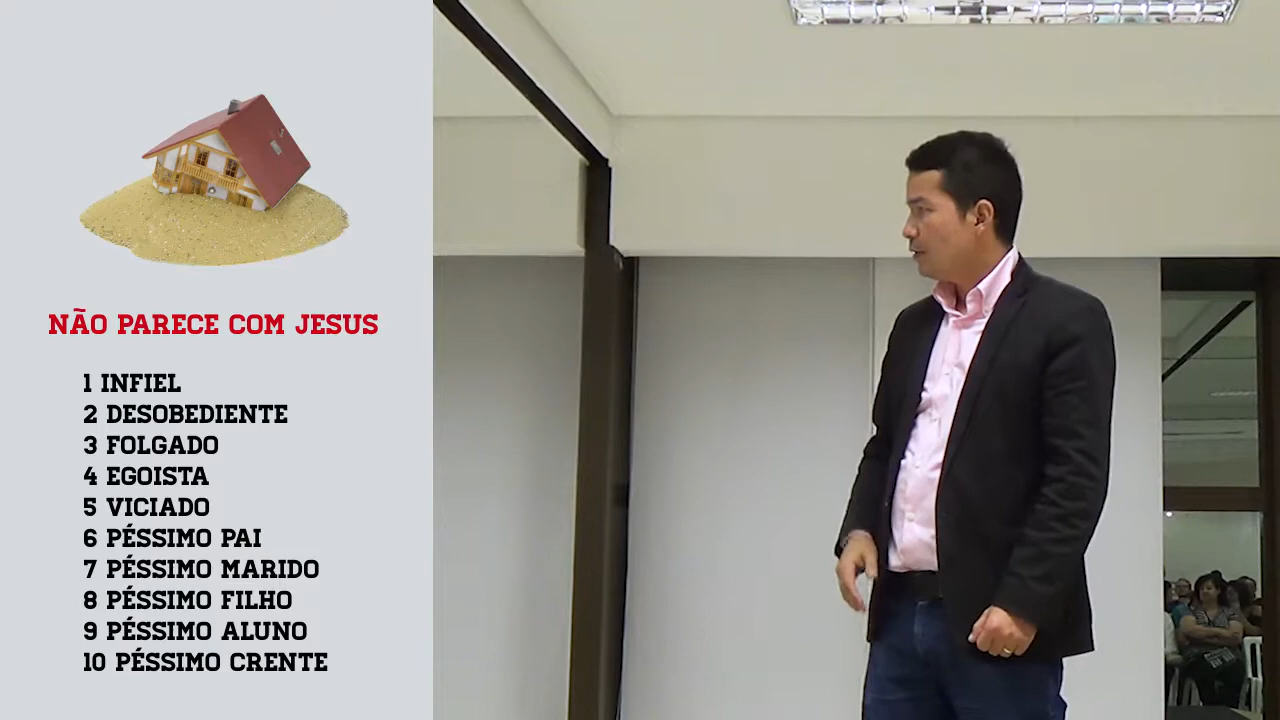 NÃO PARECE COM JESUS
1 INFIEL
2 DESOBEDIENTE
3 FOLGADO
4 EGOISTA
5 VICIADO
6 PÉSSIMO PAI
7 PÉSSIMO MARIDO
8 PÉSSIMO FILHO
9 PÉSSIMO ALUNO
10 PÉSSIMO CRENTE